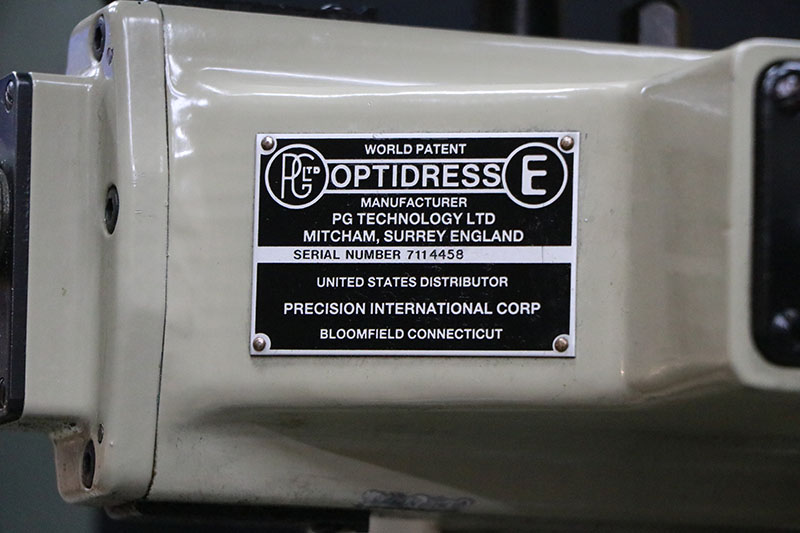 WORLD PATENT
PG LTD OPTIDRESS E
MANUFACTURER
PG TECHNOLOGY LTD
MITCHAM, SURREY ENGLAND
SERIAL NUMBER 7114458
UNITED STATES DISTRIBUTOR
PRECISION INTERNATIONAL CORP
BLOOMFIELD CONNECTICUT